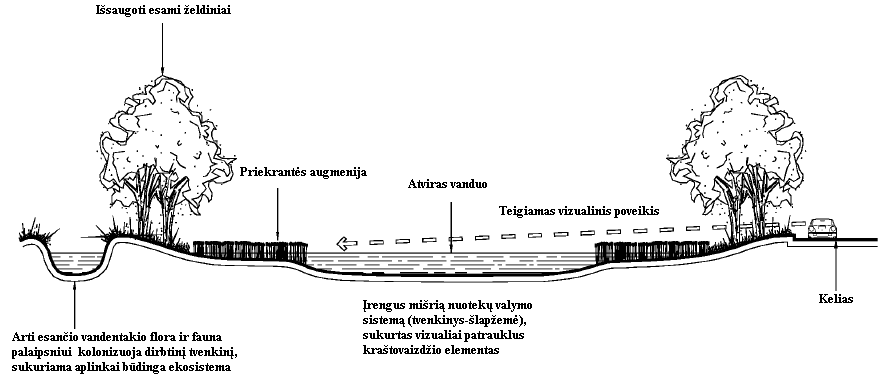 Išsaugoti esami želdiniai
Priekrantės augmenija
Atviras vanduo
Teigiamas vizualinis poveikis
Kelias
Įrengus mišrią nuotekų valymo
sistemą (tvenkinys-šlapžemė),
sukurtas vizualiai patrauklus
kraštovaizdžio elementas
Arti esančio vandentakio flora ir fauna
palaipsniui kolonizuoja dirbtinį tvenkinį,
sukuriama aplinkai būdinga ekosistema